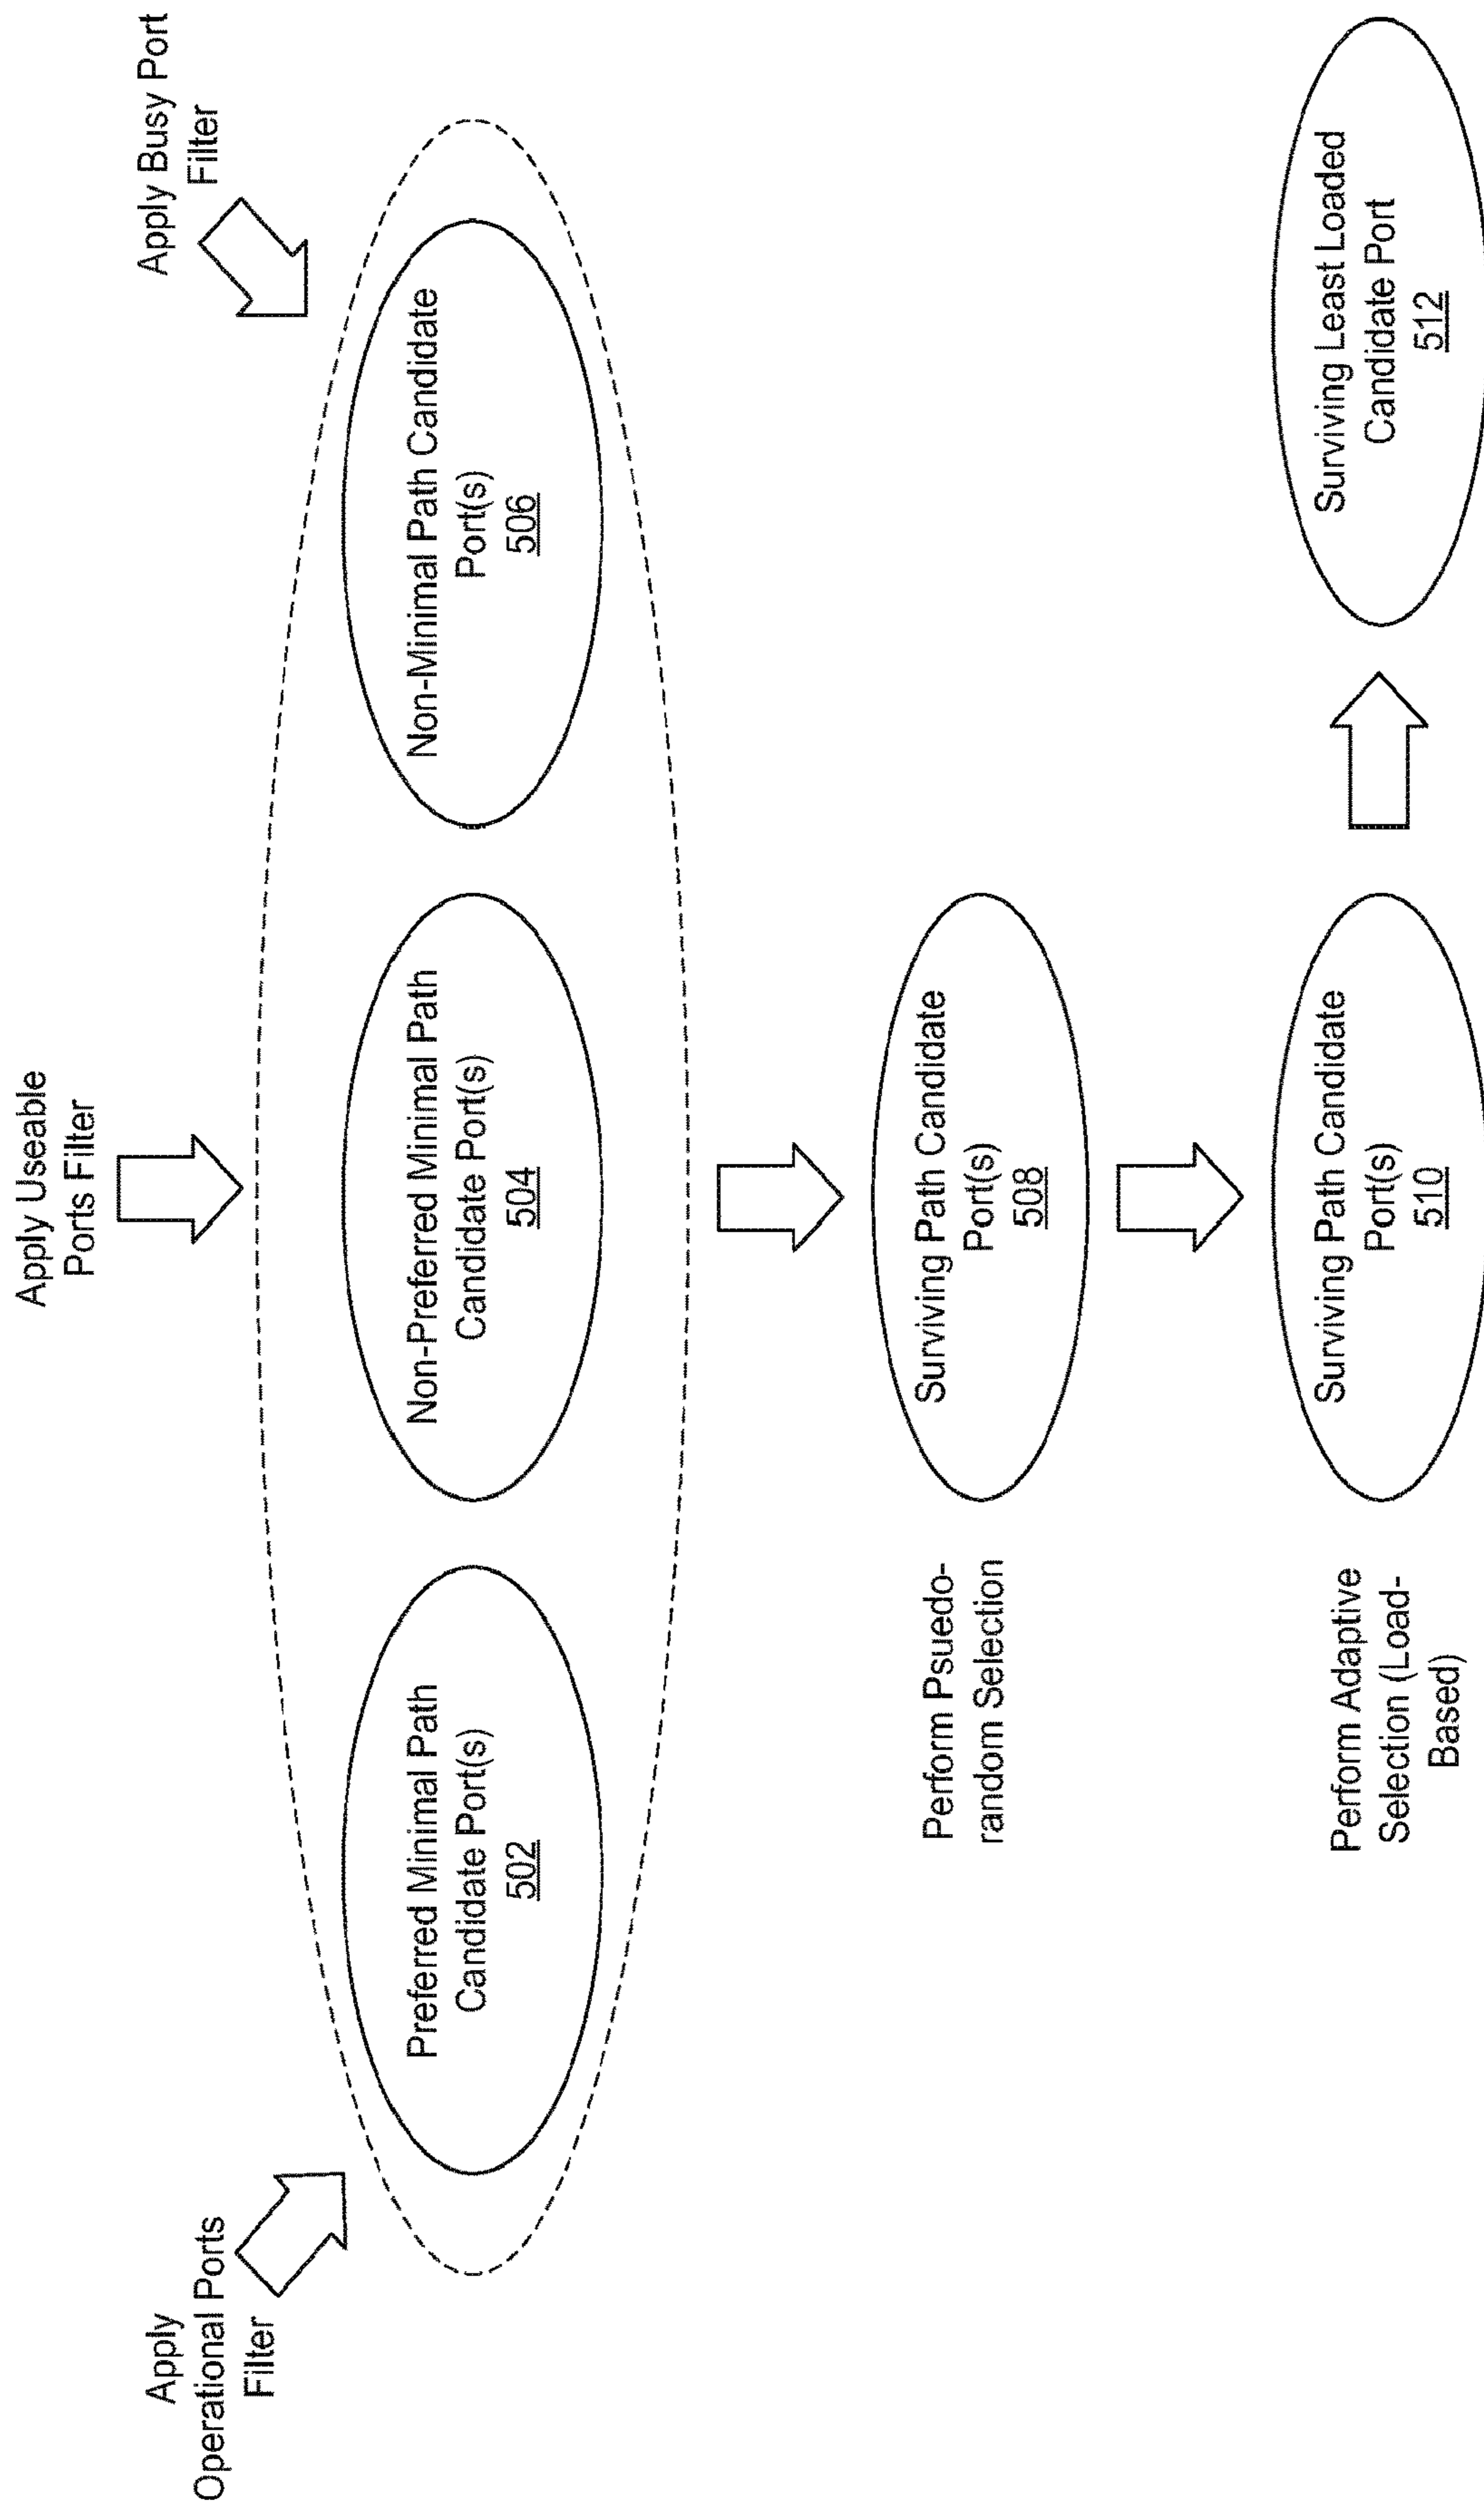 Apply Useable
Ports Filter
Apply
Operational Ports
Filter
Apply Busy Port
Filter
Preferred Minimal Path
Candidate Port(s)
502
Non-Preferred Minimal Path
Candidate Port(s)
504
Non-Minimal Path Candidate
Port(s)
506
Perform Psuedo-
random Selection
Surviving Path Candidate
Port(s)
508
Perform Adaptive
Selection (Load-
Based)
Surviving Path Candidate
Port(s)
510
Surviving Least Loaded
Candidate Port
512